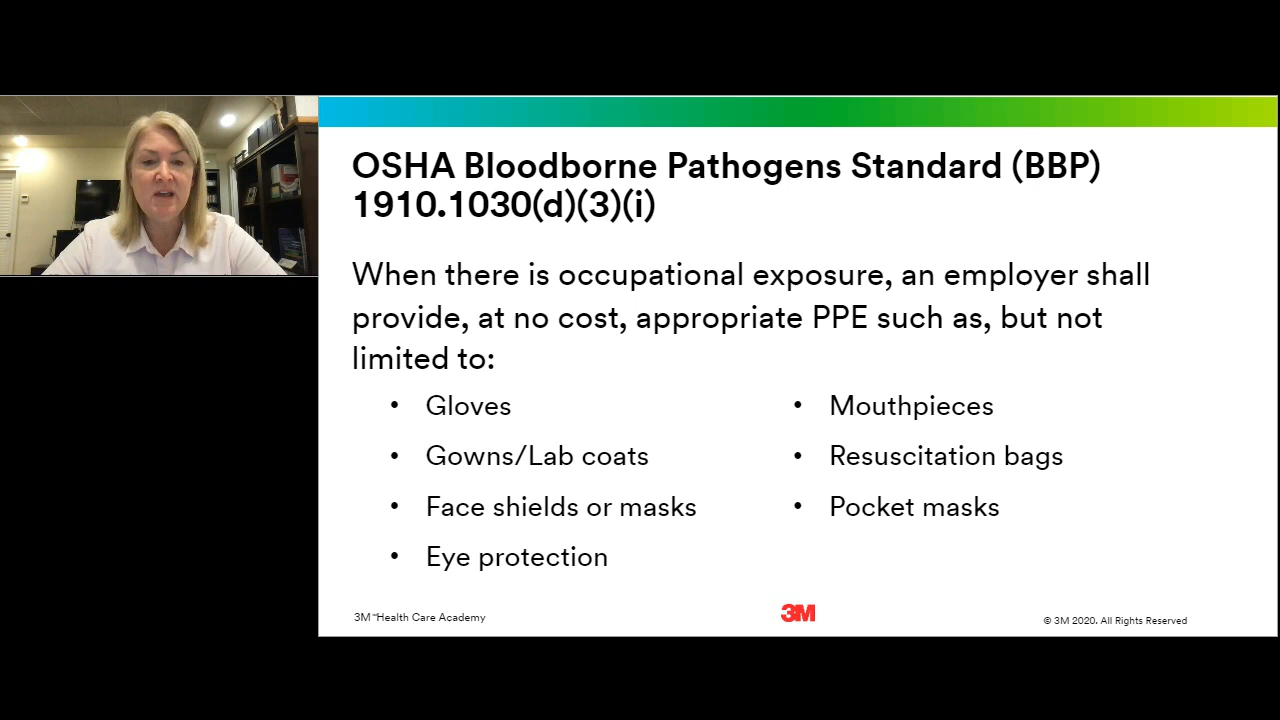 OSHA Bloodborne Pathogens Standard (BBP)
1910.1030(d)(3)(i)
When there is occupational exposure, an employer shall
provide, at no cost, appropriate PPE such as, but not
limited to:
• Gloves
• Gowns/Lab coats
• Face shields or masks
• Eye protection
• Mouthpieces
• Resuscitation bags
• Pocket masks
3M™Health Care Academy
3M
© 3M 2020. All Rights Reserved